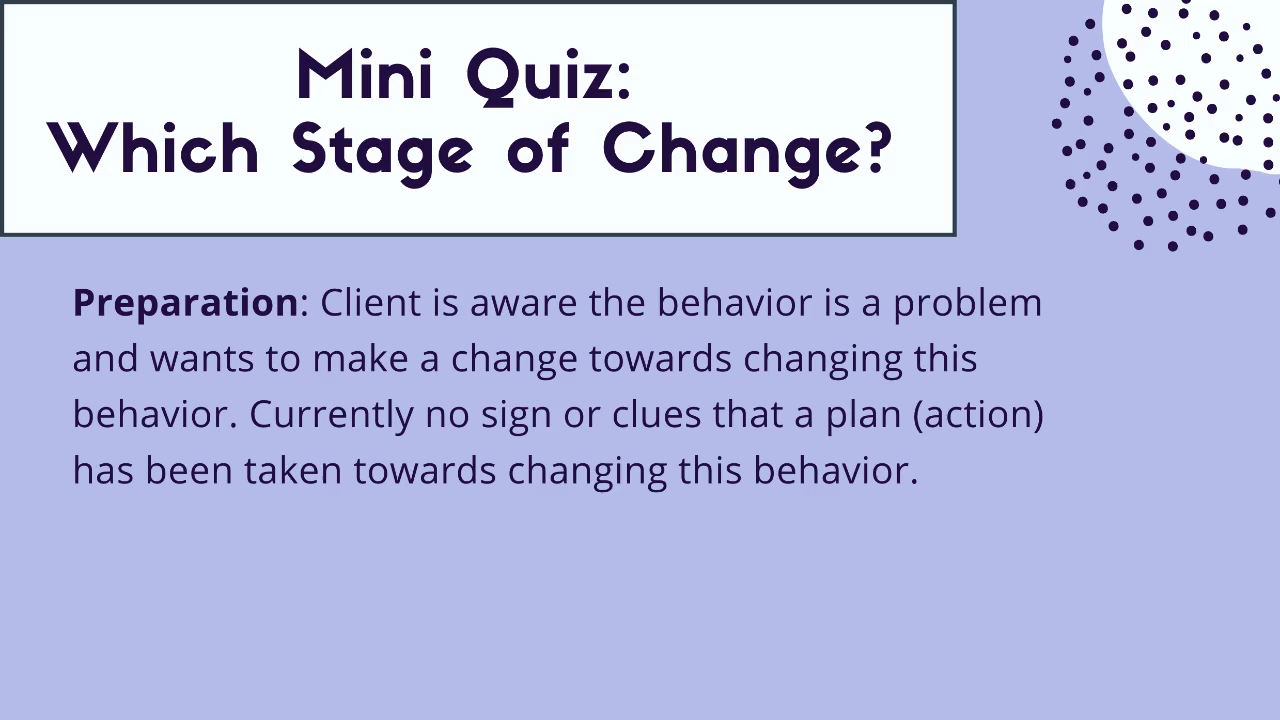 Mini Quiz:
Which Stage of Change?
Preparation: Client is aware the behavior is a problem
and wants to make a change towards changing this
behavior. Currently no sign or clues that a plan (action)
has been taken towards changing this behavior.